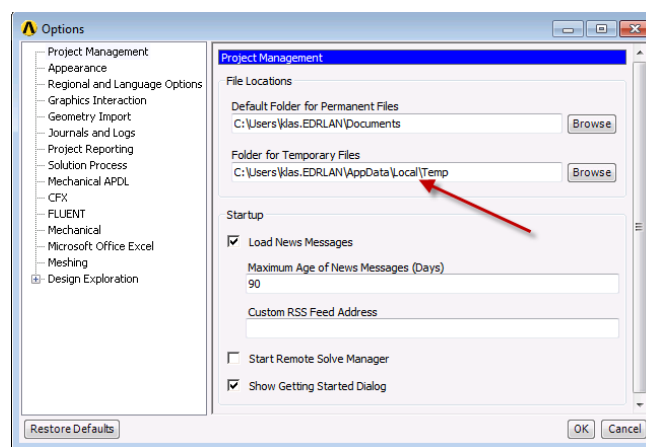 Options
Project Management
Appearance
Regional and Language Options
Graphics Interaction
Geometry Import
Journals and Logs
Project Reporting
Solution Process
Mechanical APDL
CFX
FLUENT
Mechanical
Microsoft Office Excel
Meshing
Design Exploration
Project Management
File Locations
Default Folder for Permanent Files
C:\Users\klas.EDRLAN\Documents
Browse
Folder for Temporary Files
C:\Users\klas.EDRLAN\AppData\Local\Temp
Browse
Startup
Load News Messages
Maximum Age of News Messages (Days)
90
Custom RSS Feed Address
Start Remote Solve Manager
Show Getting Started Dialog
Restore Defaults
OK
Cancel